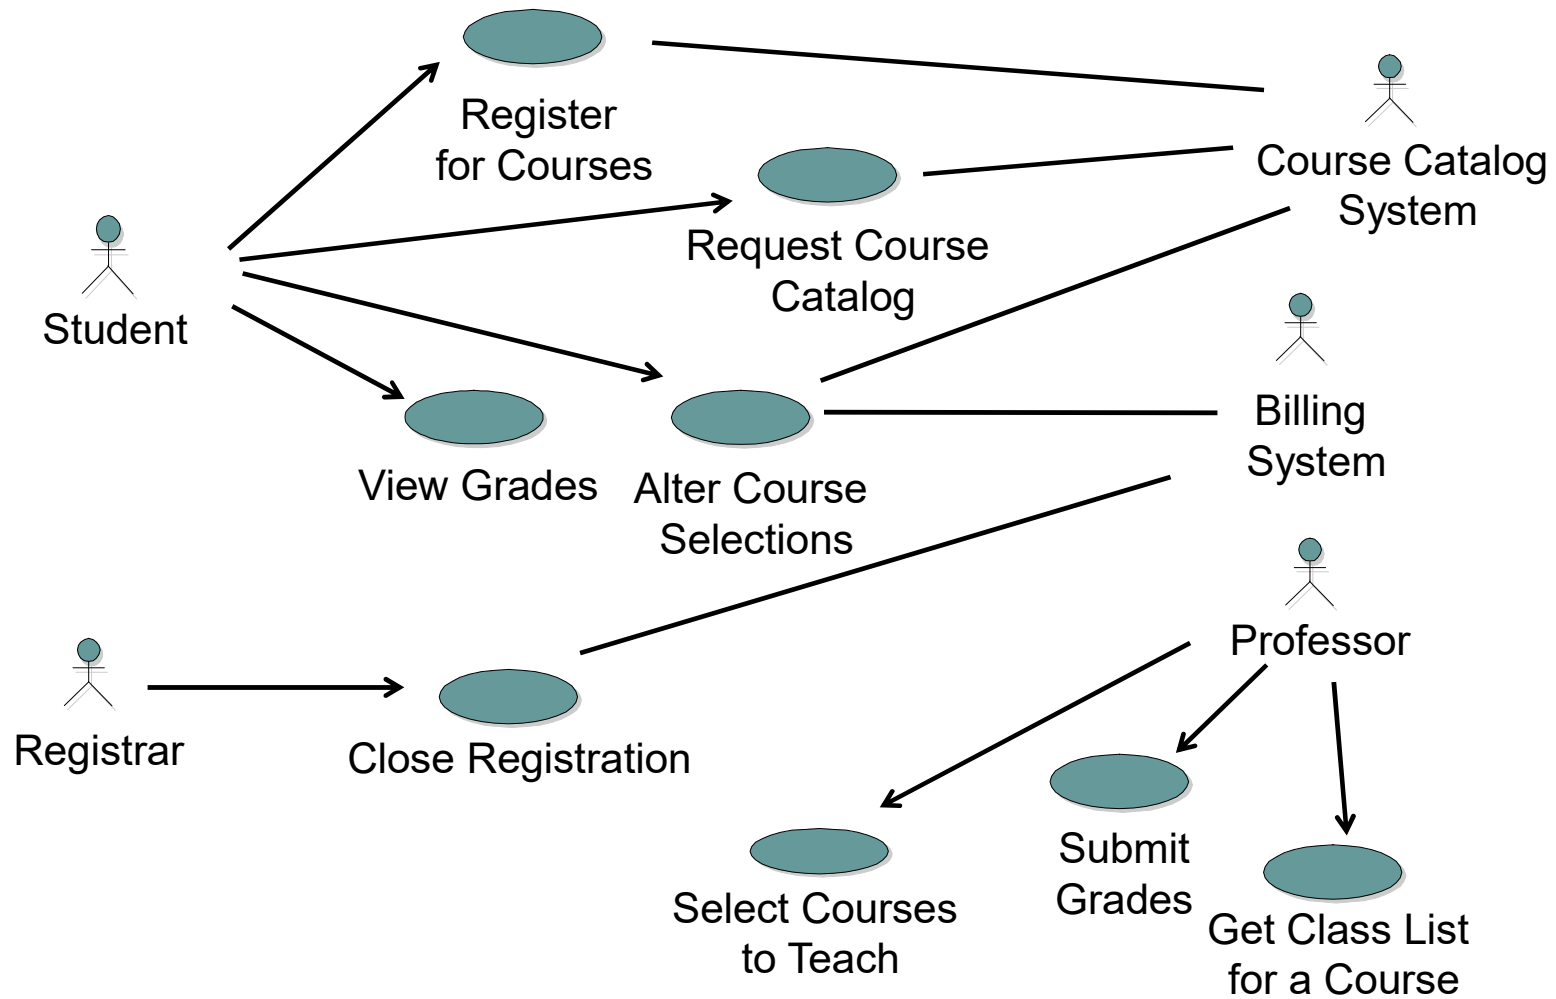 Register
for Courses
Course Catalog
System
Request Course
Catalog
Student
Billing
System
View Grades
Alter Course
Selections
Professor
Registrar
Close Registration
Submit
Grades
Select Courses
to Teach
Get Class List
for a Course